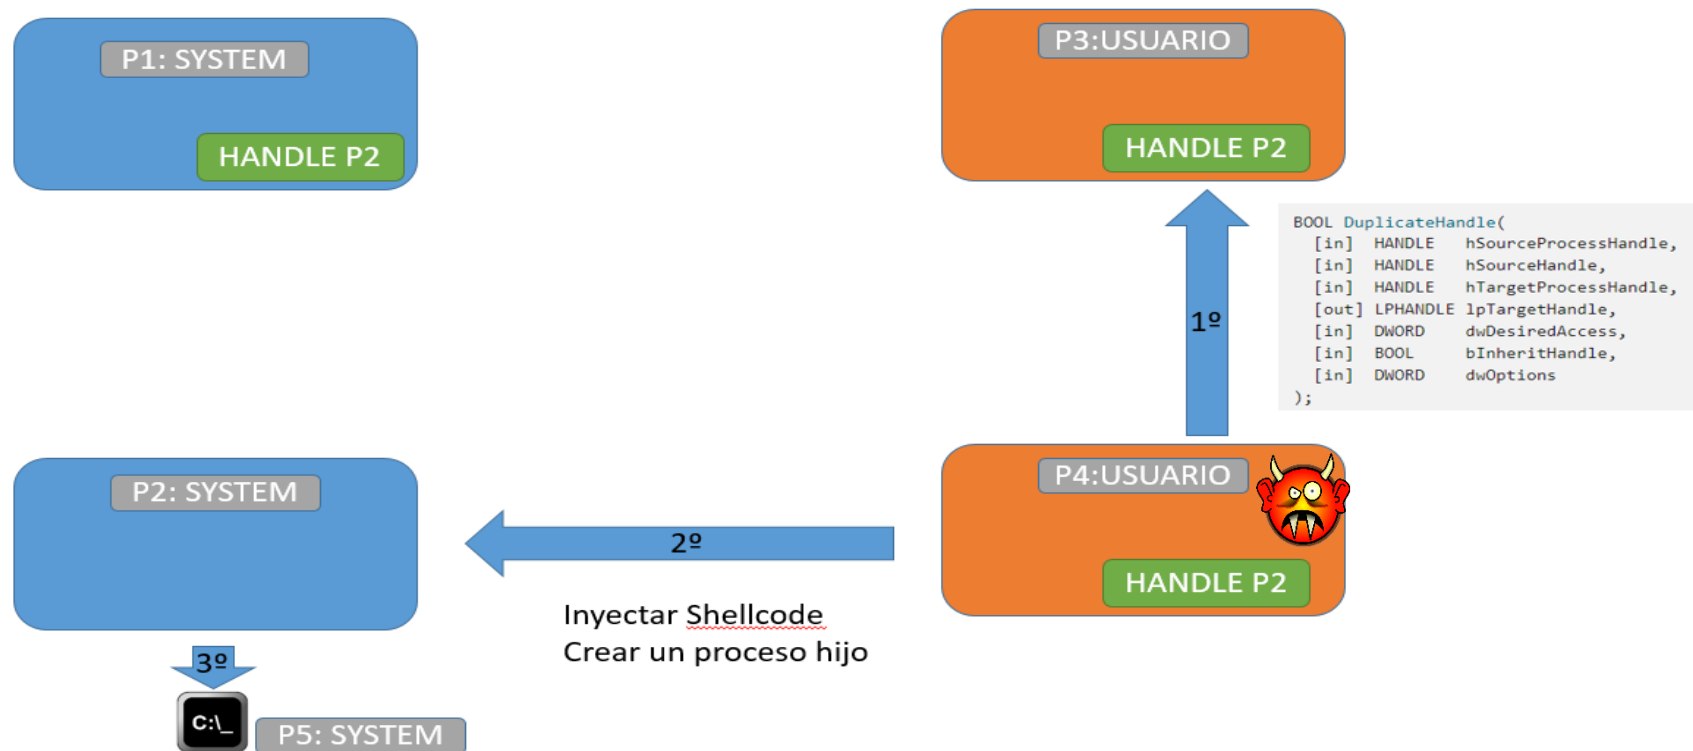 P1: SYSTEM
HANDLE P2
P3:USUARIO
HANDLE P2
BOOL DuplicateHandle(
[in] HANDLE hSourceProcessHandle,
[in] HANDLE hSourceHandle,
[in] HANDLE hTargetProcessHandle,
[out] LPHANDLE lpTargetHandle,
[in] DWORD dwDesiredAccess,
[in] BOOL bInheritHandle,
[in] DWORD dwOptions
);
1º
P2: SYSTEM
P4:USUARIO
2º
HANDLE P2
Inyectar Shellcode
Crear un proceso hijo
3º
C:\_
P5: SYSTEM